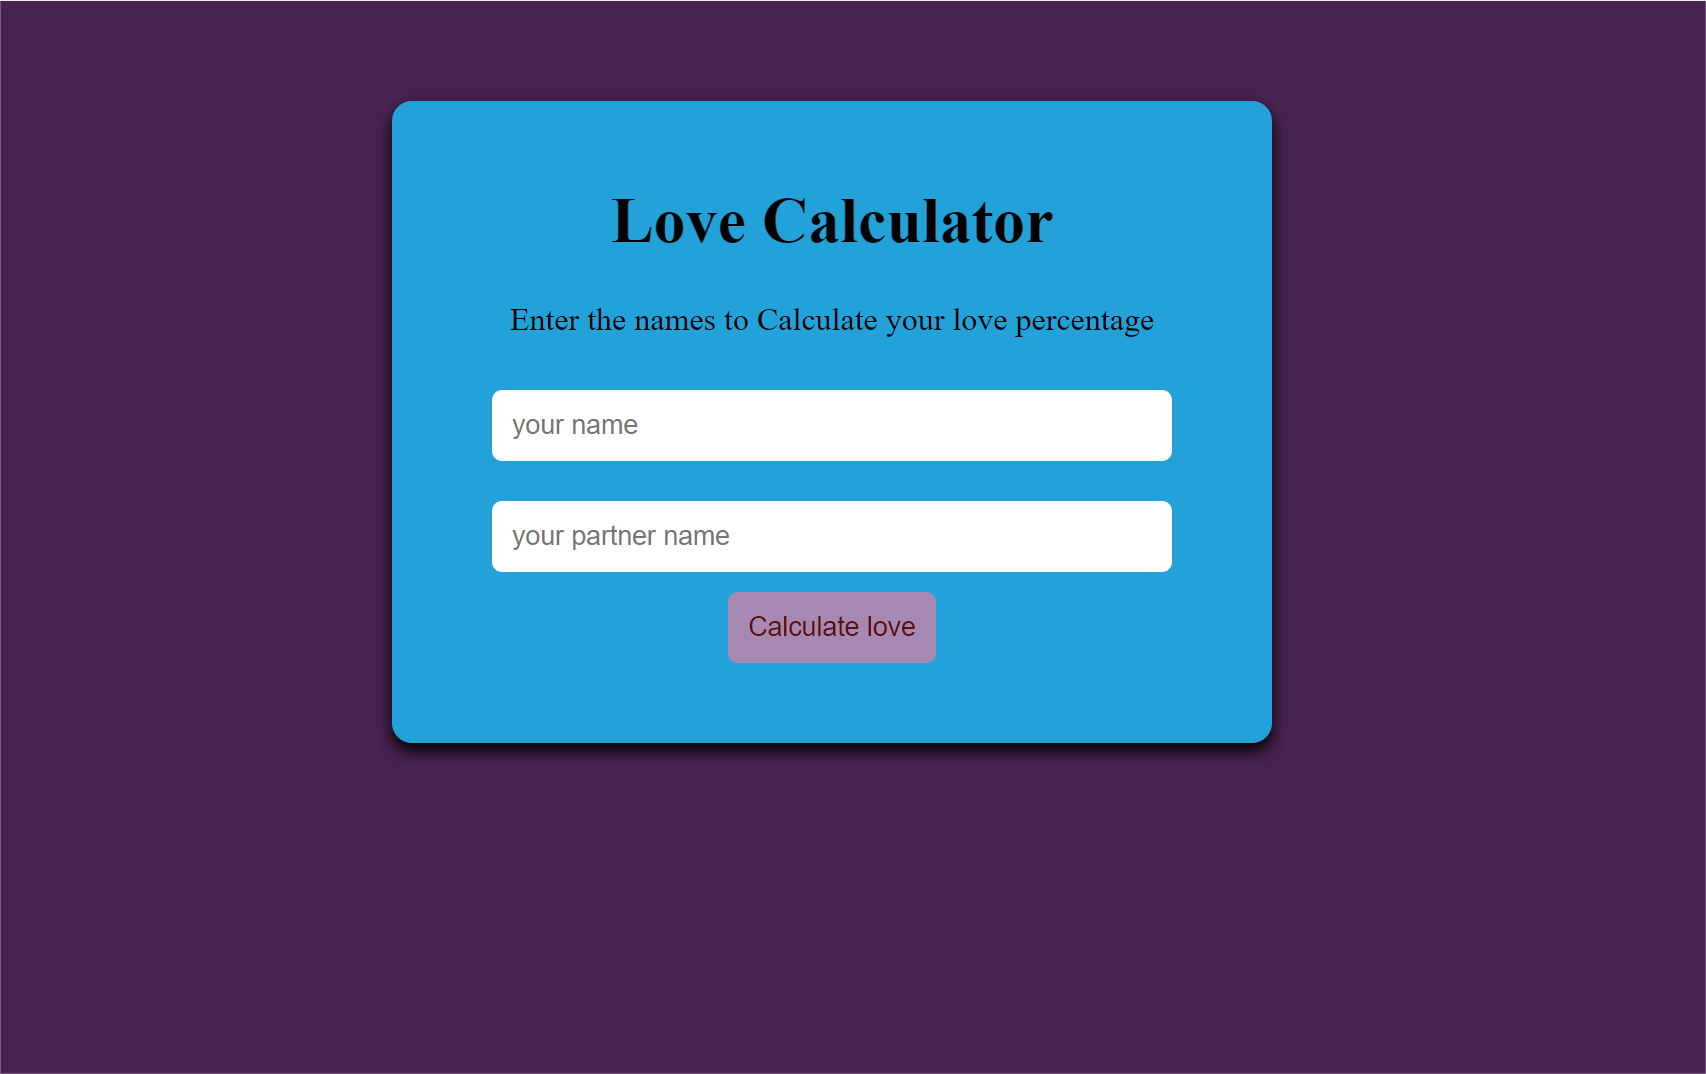 Love Calculator
Enter the names to Calculate your love percentage
your name
your partner name
Calculate love